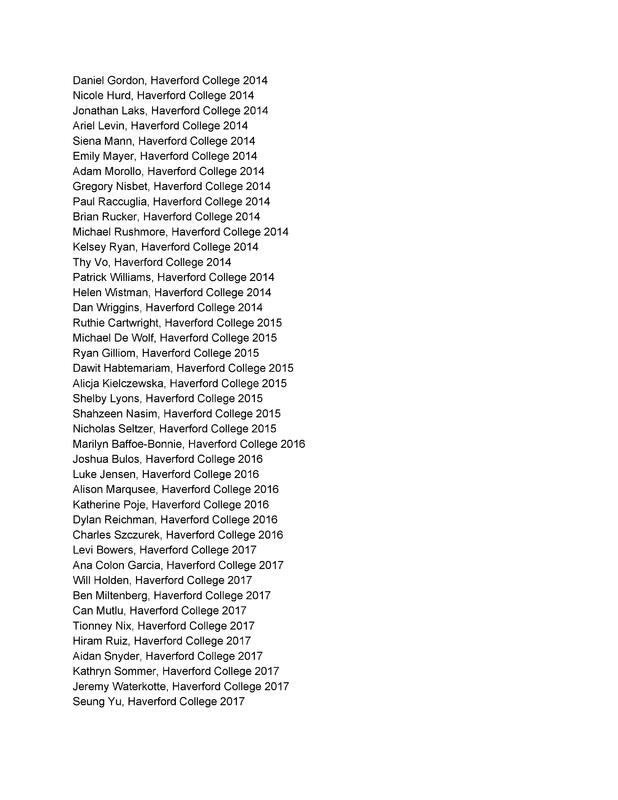 Daniel Gordon, Haverford College 2014
Nicole Hurd, Haverford College 2014
Jonathan Laks, Haverford College 2014
Ariel Levin, Haverford College 2014
Siena Mann, Haverford College 2014
Emily Mayer, Haverford College 2014
Adam Morollo, Haverford College 2014
Gregory Nisbet, Haverford College 2014
Paul Raccuglia, Haverford College 2014
Brian Rucker, Haverford College 2014
Michael Rushmore, Haverford College 2014
Kelsey Ryan, Haverford College 2014
Thy Vo, Haverford College 2014
Patrick Williams, Haverford College 2014
Helen Wistman, Haverford College 2014
Dan Wriggins, Haverford College 2014
Ruthie Cartwright, Haverford College 2015
Michael De Wolf, Haverford College 2015
Ryan Gilliom, Haverford College 2015
Dawit Habtemariam, Haverford College 2015
Alicja Kielczewska, Haverford College 2015
Shelby Lyons, Haverford College 2015
Shahzeen Nasim, Haverford College 2015
Nicholas Seltzer, Haverford College 2015
Marilyn Baffoe-Bonnie, Haverford College 2016
Joshua Bulos, Haverford College 2016
Luke Jensen, Haverford College 2016
Alison Marqusee, Haverford College 2016
Katherine Poje, Haverford College 2016
Dylan Reichman, Haverford College 2016
Charles Szczurek, Haverford College 2016
Levi Bowers, Haverford College 2017
Ana Colon Garcia, Haverford College 2017
Will Holden, Haverford College 2017
Ben Miltenberg, Haverford College 2017
Can Mutlu, Haverford College 2017
Tionney Nix, Haverford College 2017
Hiram Ruiz, Haverford College 2017
Aidan Snyder, Haverford College 2017
Kathryn Sommer, Haverford College 2017
Jeremy Waterkotte, Haverford College 2017
Seung Yu, Haverford College 2017